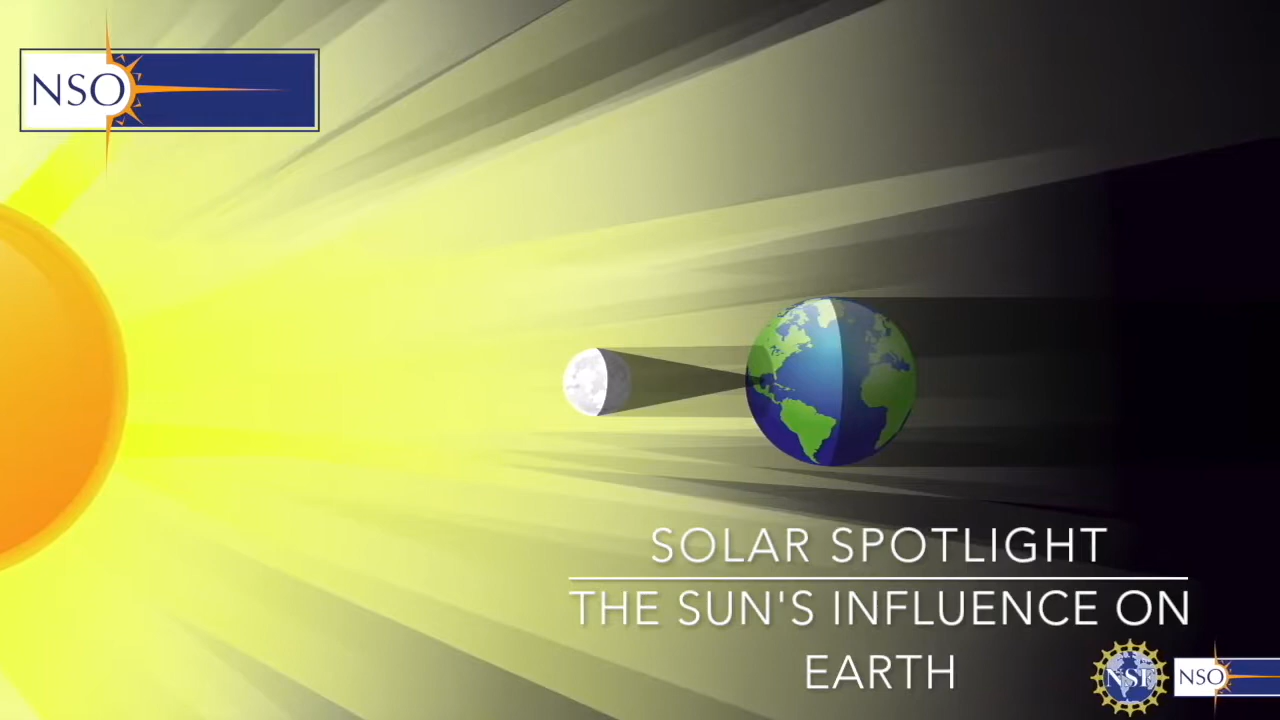 NSO
SOLAR SPOTLIGHT
THE SUN'S INFLUENCE ON
EARTH
NSF
NSO